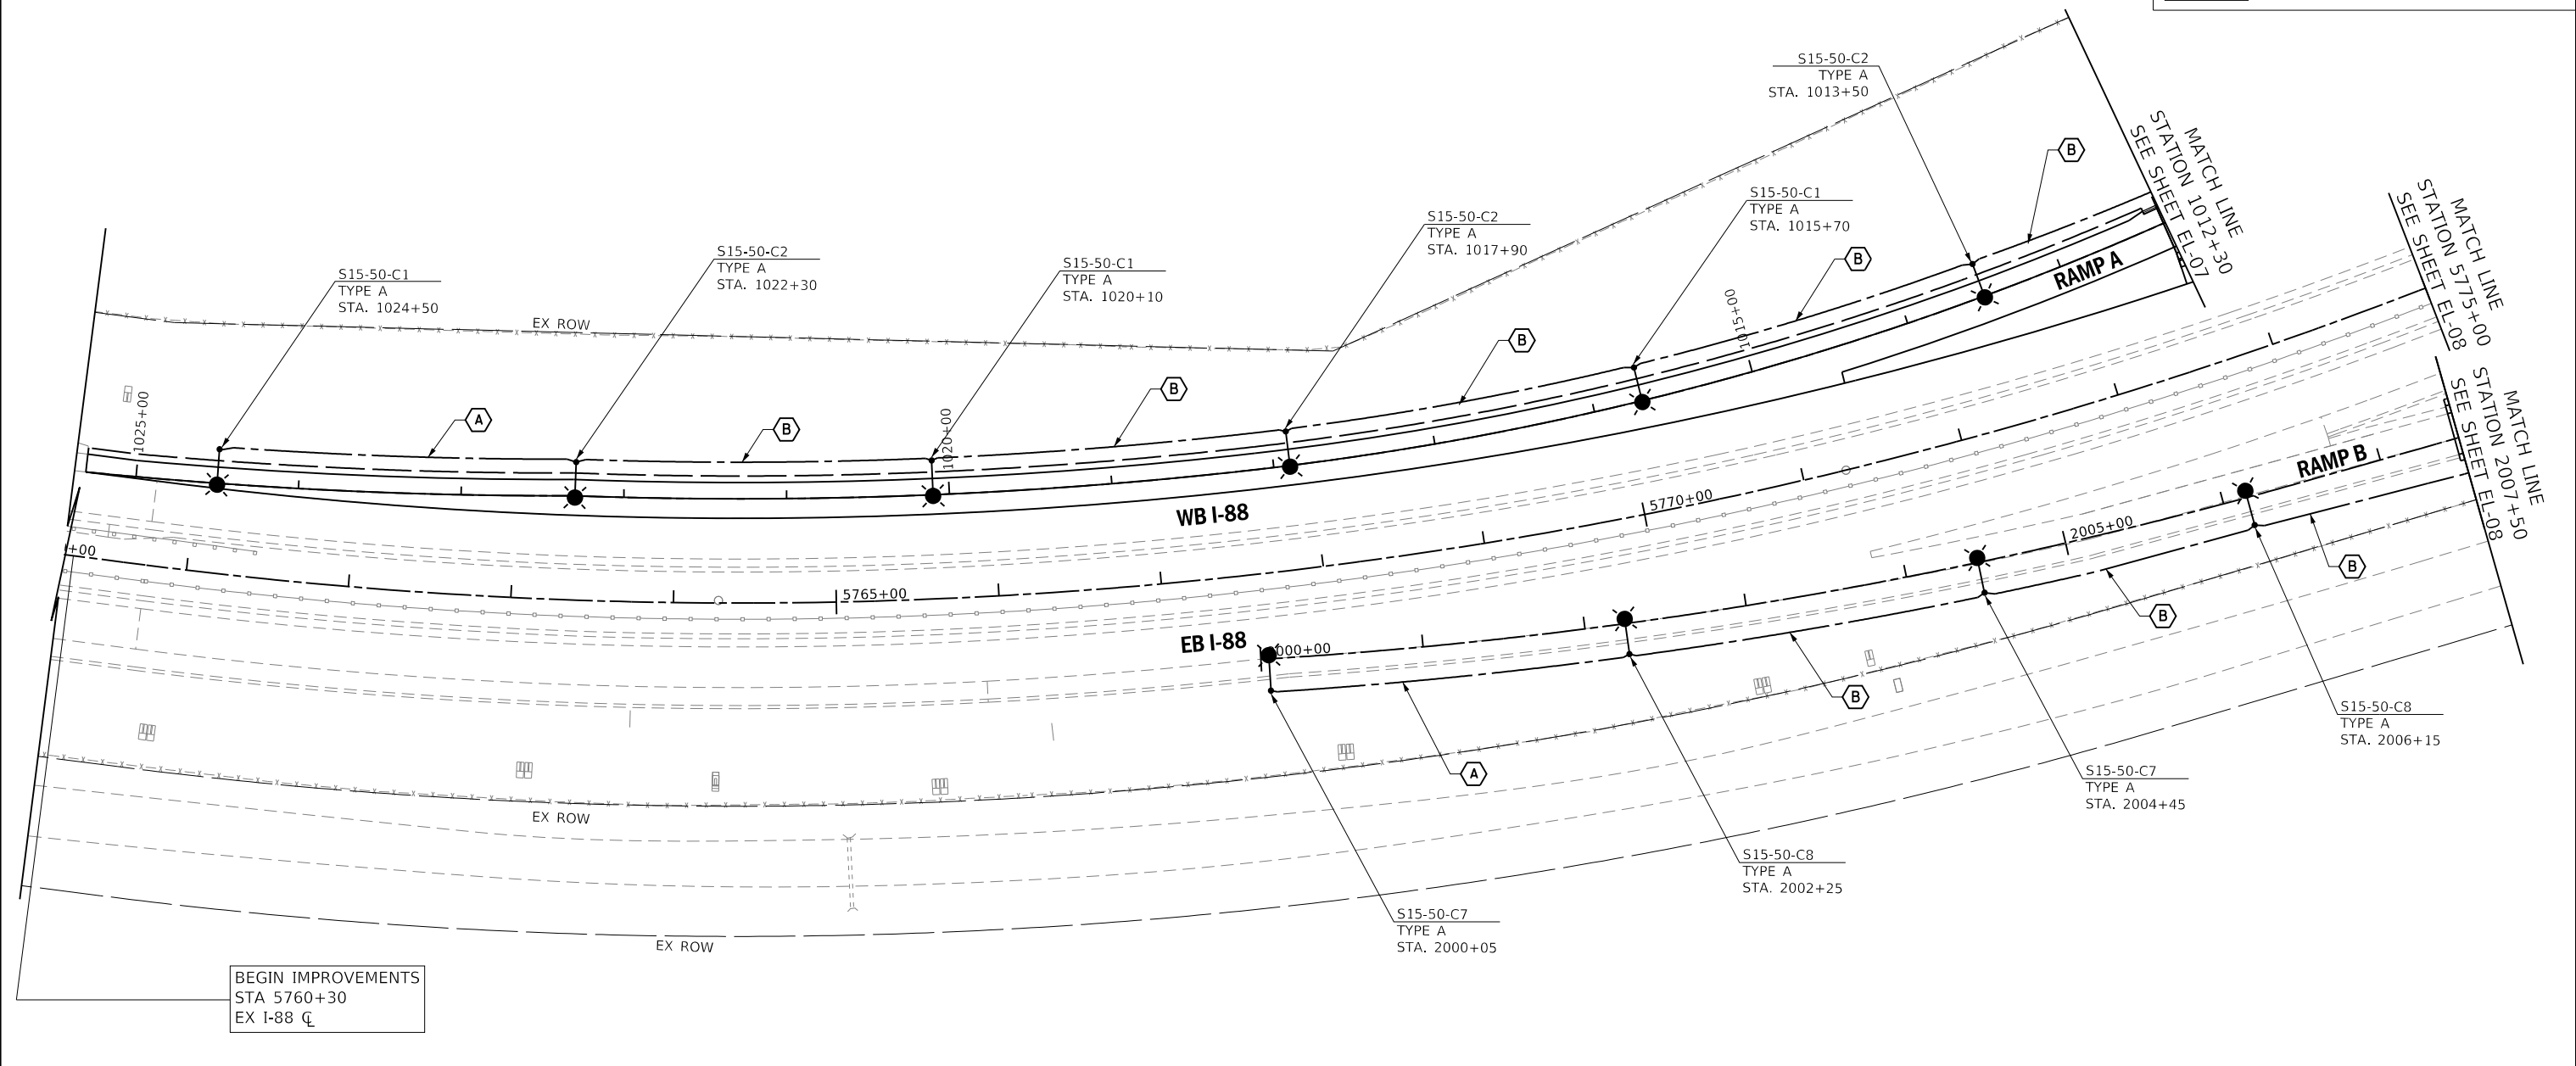 S15-50-C2
TYPE A
STA. 1013+50
B
MATCH LINE
STATION 1012+30
SEE SHEET EL-07
S15-50-C1
TYPE A
STA. 1015+70
B
RAMP A
MATCH LINE
STATION 5775+00
SEE SHEET EL-08
S15-50-C2
TYPE A
STA. 1017+90
S15-50-C2
TYPE A
STA. 1022+30
S15-50-C1
TYPE A
STA. 1020+10
S15-50-C1
TYPE A
STA. 1024+50
EX ROW
1015+00
B
B
A
B
1025+00
1020+00
MATCH LINE
STATION 2007+50
SEE SHEET EL-08
RAMP B
WB I-88
5770+00
2005+00
+00
5765+00
B
B
EB I-88
000+00
B
A
S15-50-C8
TYPE A
STA. 2006+15
S15-50-C7
TYPE A
STA. 2004+45
EX ROW
S15-50-C8
TYPE A
STA. 2002+25
S15-50-C7
TYPE A
STA. 2000+05
EX ROW
BEGIN IMPROVEMENTS
STA 5760+30
EX I-88 ℄